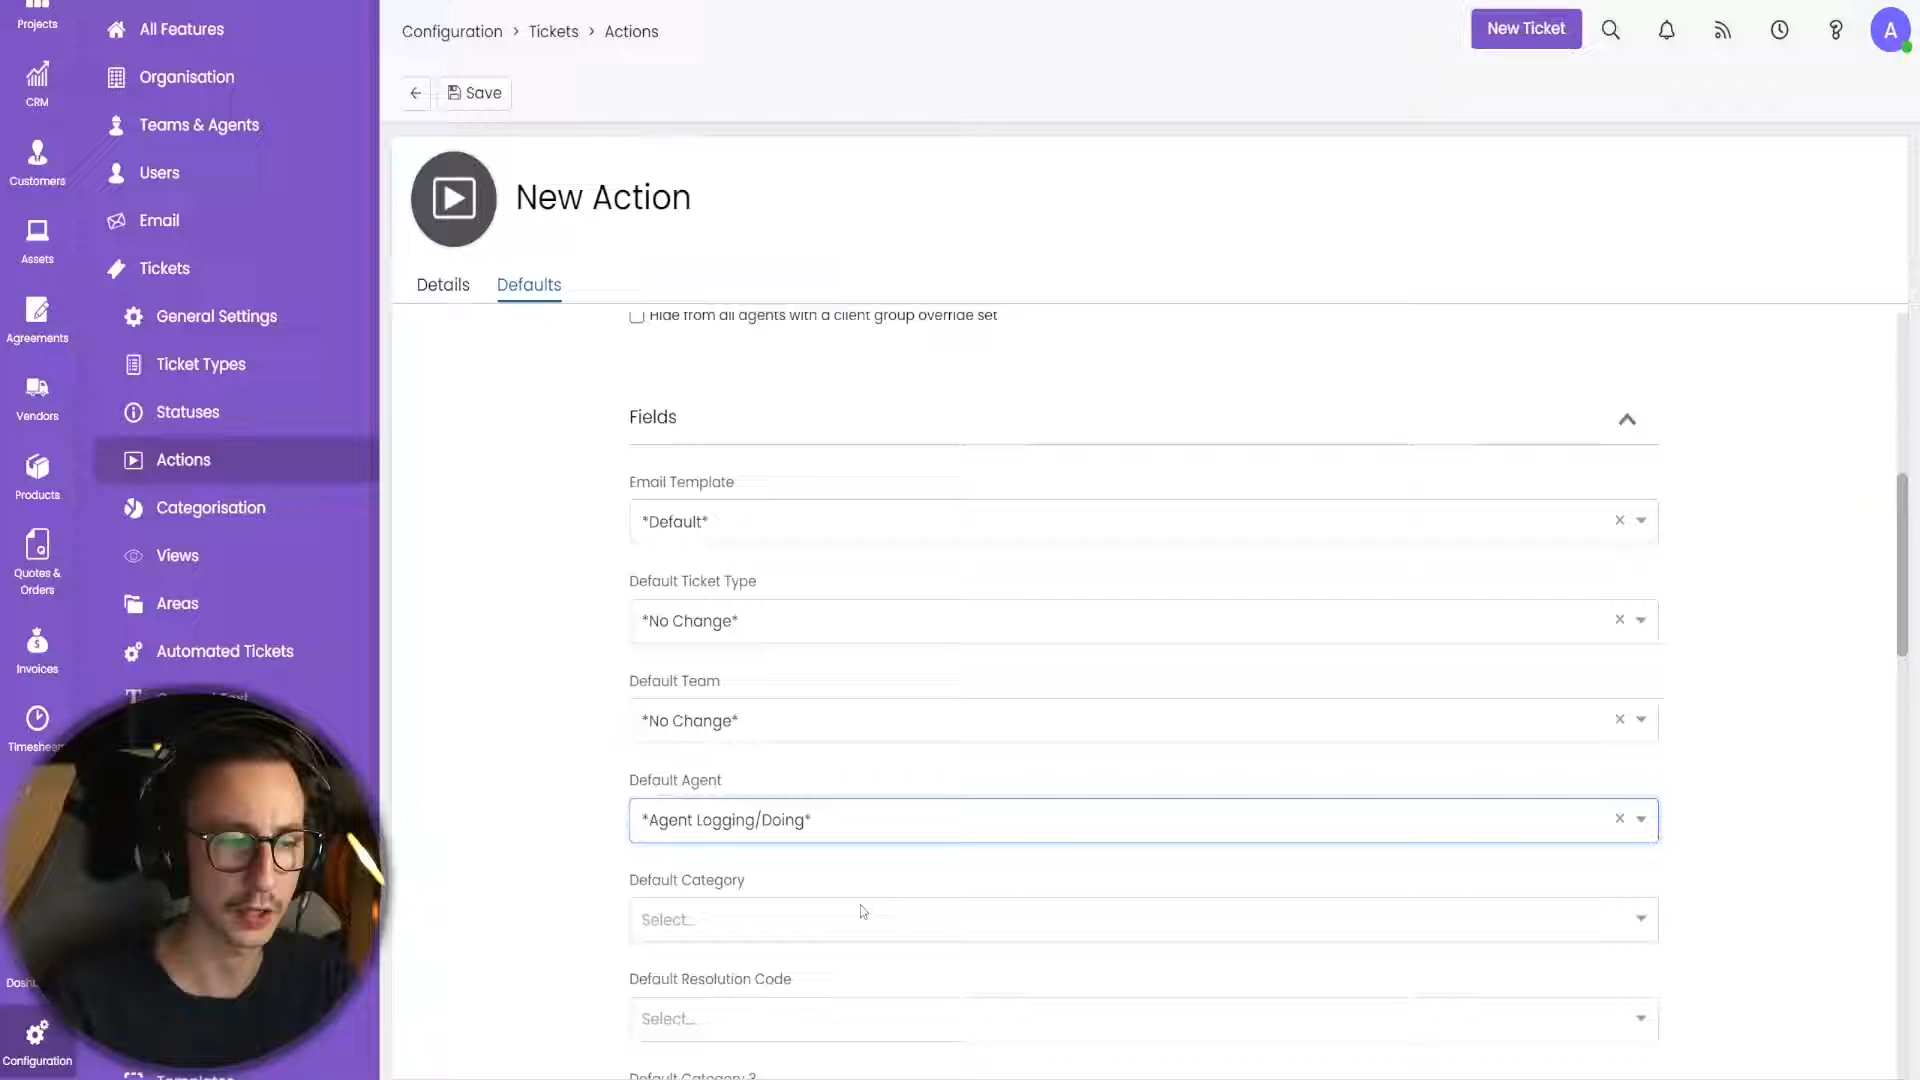 Projects
CRM
Customers
Assets
Agreements
Vendors
Products
Quotes &
Orders
Invoices
Configuration
All Features
Organisation
Teams & Agents
Users
Email
Tickets
General Settings
Ticket Types
Statuses
Actions
Categorisation
Views
Areas
Automated Tickets
Configuration > Tickets > Actions
New Ticket
A
Save
New Action
Details Defaults
Hide from all agents with a client group override set
Fields
Email Template
*Default*
Default Ticket Type
*No Change*
Default Team
*No Change*
Default Agent
*Agent Logging/Doing*
Default Category
Select...
Default Resolution Code
Select...